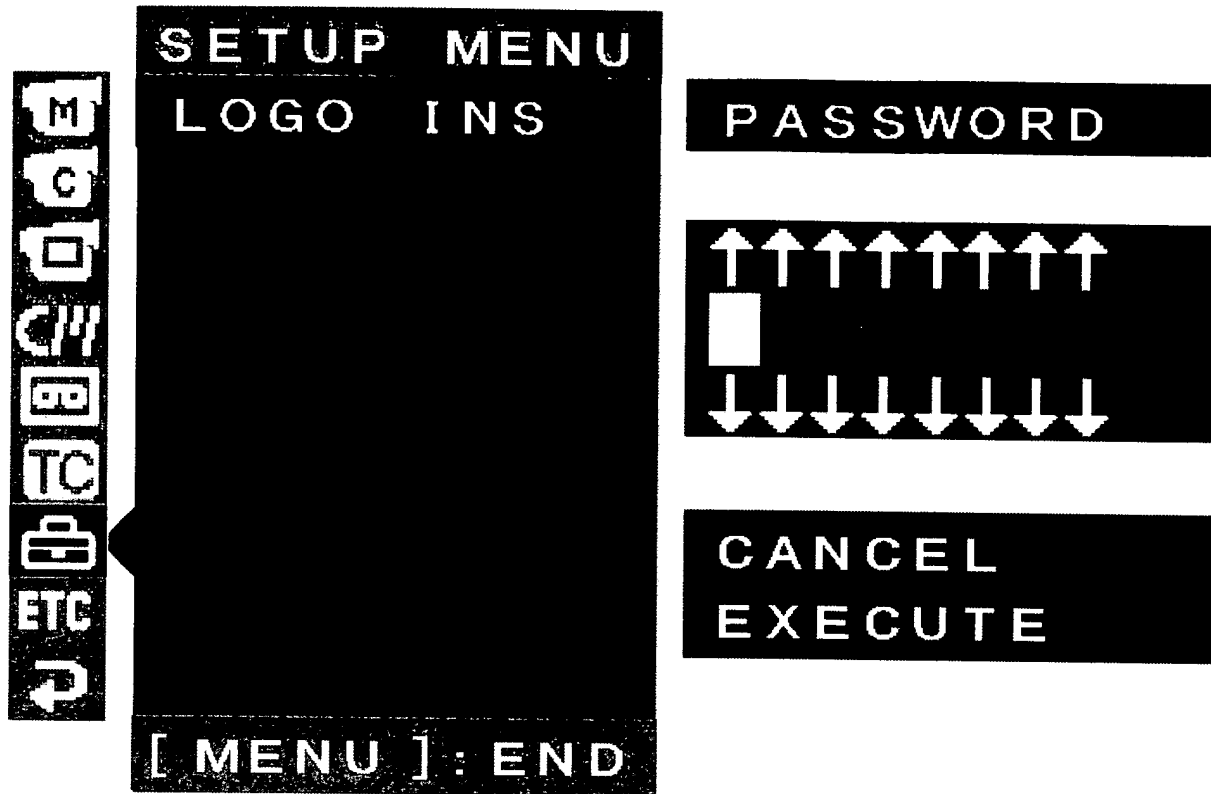 SETUP MENU
LOGO INS
[ MENU ] : END
M
C
TC
ETC
PASSWORD
CANCEL
EXECUTE